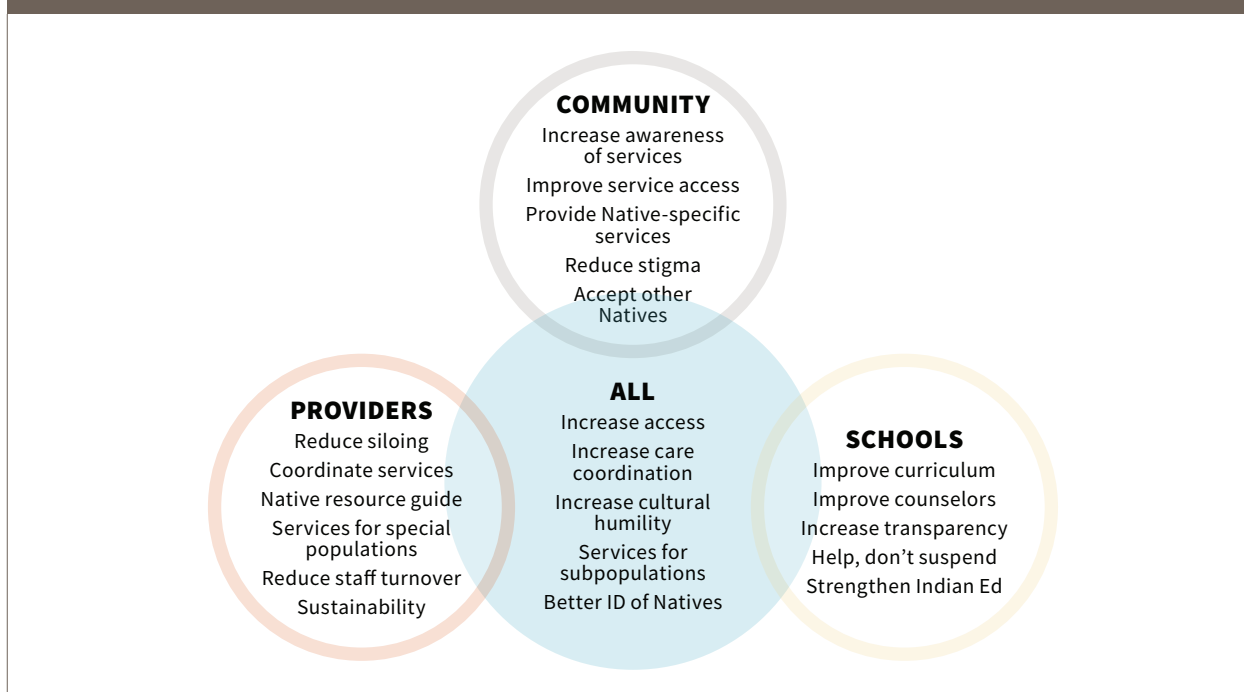 COMMUNITY
Increase awareness
of services
Improve service access
Provide Native-specific
services
Reduce stigma
Accept other
Natives
PROVIDERS
Reduce siloing
Coordinate services
Native resource guide
Services for special
populations
Reduce staff turnover
Sustainability
ALL
Increase access
Increase care
coordination
Increase cultural
humility
Services for
subpopulations
Better ID of Natives
SCHOOLS
Improve curriculum
Improve counselors
Increase transparency
Help, don’t suspend
Strengthen Indian Ed